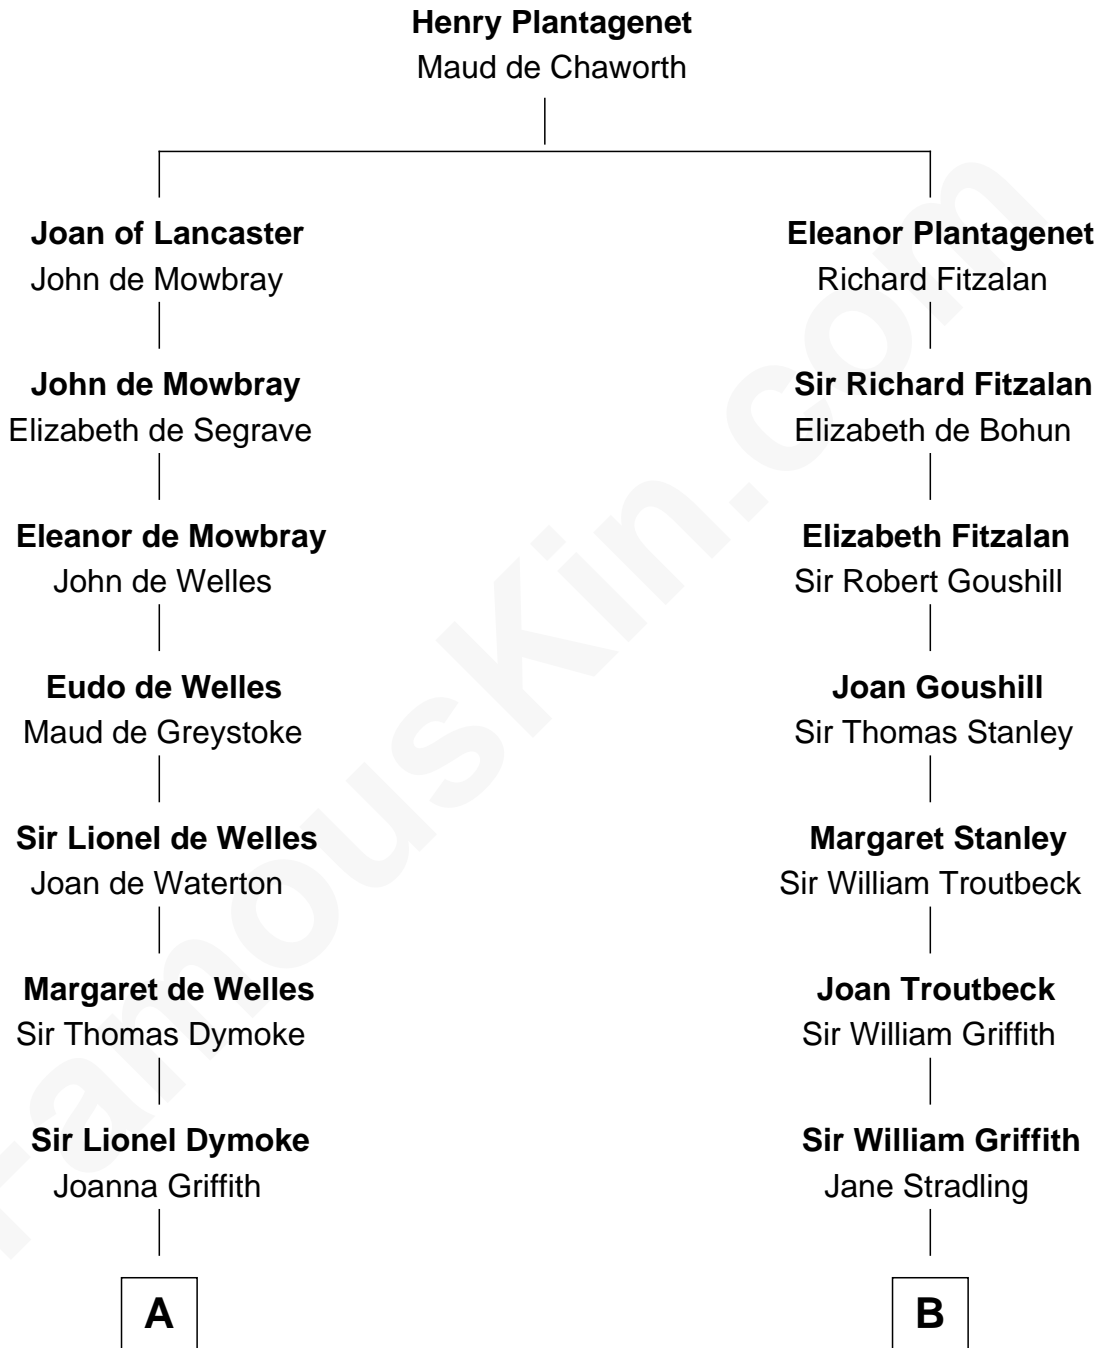 Henry Plantagenet
Maud de Chaworth
Joan of Lancaster
John de Mowbray
Eleanor Plantagenet
Richard Fitzalan
John de Mowbray
Elizabeth de Segrave
Sir Richard Fitzalan
Elizabeth de Bohun
Eleanor de Mowbray
John de Welles
Elizabeth Fitzalan
Sir Robert Goushill
Eudo de Welles
Maud de Greystoke
Joan Goushill
Sir Thomas Stanley
Sir Lionel de Welles
Joan de Waterton
Margaret Stanley
Sir William Troutbeck
Margaret de Welles
Sir Thomas Dymoke
Joan Troutbeck
Sir William Griffith
Sir Lionel Dymoke
Joanna Griffith
Sir William Griffith
Jane Stradling
A
B
FamousKin.com